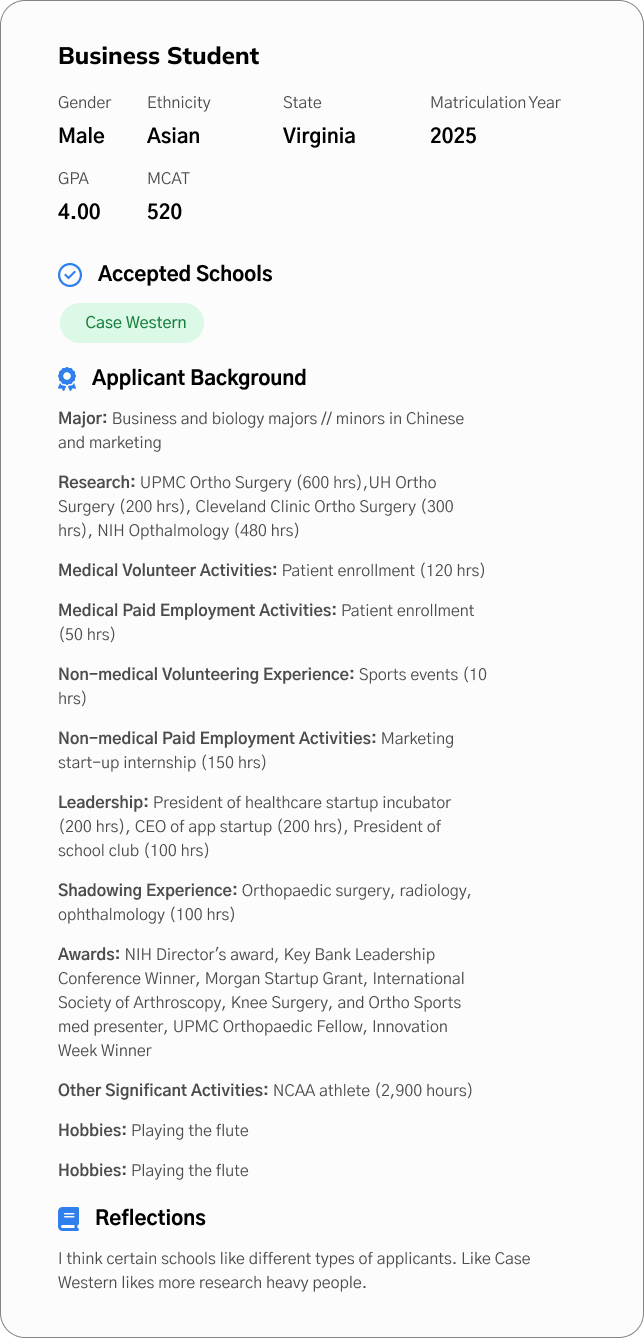 Business Student
Gender Ethnicity State Matriculation Year
Male Asian Virginia 2025
GPA MCAT
4.00 520
Accepted Schools
Case Western
Applicant Background
Major: Business and biology majors // minors in Chinese
and marketing
Research: UPMC Ortho Surgery (600 hrs),UH Ortho
Surgery (200 hrs), Cleveland Clinic Ortho Surgery (300
hrs), NIH Opthalmology (480 hrs)
Medical Volunteer Activities: Patient enrollment (120 hrs)
Medical Paid Employment Activities: Patient enrollment
(50 hrs)
Non-medical Volunteering Experience: Sports events (10
hrs)
Non-medical Paid Employment Activities: Marketing
start-up internship (150 hrs)
Leadership: President of healthcare startup incubator
(200 hrs), CEO of app startup (200 hrs), President of
school club (100 hrs)
Shadowing Experience: Orthopaedic surgery, radiology,
ophthalmology (100 hrs)
Awards: NIH Director's award, Key Bank Leadership
Conference Winner, Morgan Startup Grant, International
Society of Arthroscopy, Knee Surgery, and Ortho Sports
med presenter, UPMC Orthopaedic Fellow, Innovation
Week Winner
Other Significant Activities: NCAA athlete (2,900 hours)
Hobbies: Playing the flute
Hobbies: Playing the flute
Reflections
I think certain schools like different types of applicants. Like Case
Western likes more research heavy people.